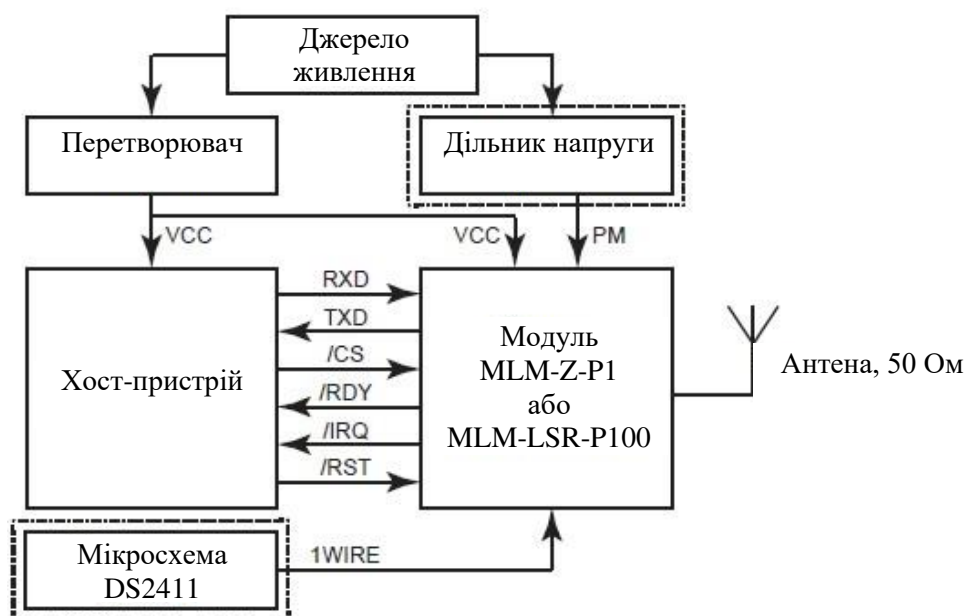 Джерело
живлення
Перетворювач
Дільник напруги
VCC
VCC
PM
Хост-пристрій
RXD
TXD
/CS
/RDY
/IRQ
/RST
Модуль
MLM-Z-P1
або
MLM-LSR-P100
Антена, 50 Ом
Мікросхема
DS2411
1WIRE